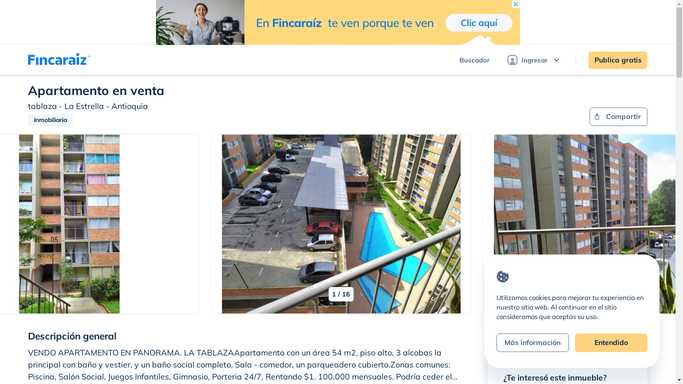 En Fincaraíz te ven porque te ven
Clic aquí
Fincaraíz
Buscador
Ingresar
Publica gratis
Apartamento en venta
tablaza - La Estrella - Antioquia
Inmobiliaria
Compartir
1 / 16
Utilizamos cookies para mejorar tu experiencia en
nuestro sitio web. Al continuar en el sitio
consideramos que aceptas su uso.
Más información
Entendido
Descripción general
VENDO APARTAMENTO EN PANORAMA. LA TABLAZAApartamento con un área 54 m2, piso alto, 3 alcobas la
principal con baño y vestier, y un baño social completo, Sala - comedor, un parqueadero cubierto.Zonas comunes:
Piscina, Salón Social, Juegos Infantiles, Gimnasio, Porteria 24/7, Rentando $1. 100.000 mensuales. Podría ceder el...
¿Te interesó este inmueble?